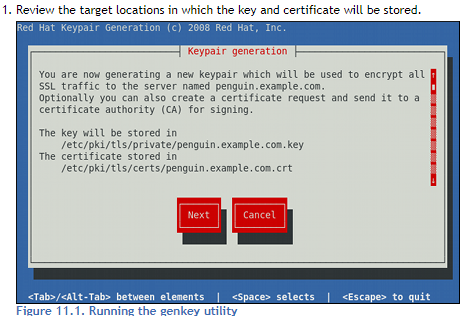 1. Review the target locations in which the key and certificate will be stored.
Red Hat Keypair Generation (c) 2008 Red Hat, Inc.
Keypair generation
You are now generating a new keypair which will be used to encrypt all
SSL traffic to the server named penguin.example.com.
Optionally you can also create a certificate request and send it to a
certificate authority (CA) for signing.
The key will be stored in
/etc/pki/tls/private/penguin.example.com.key
The certificate stored in
/etc/pki/tls/certs/penguin.example.com.crt
Next Cancel
<Tab>/<Alt-Tab> between elements | <Space> selects | <Escape> to quit
Figure 11.1. Running the genkey utility